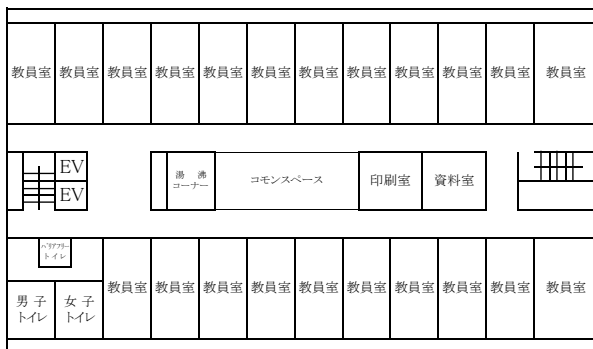 教員室 教員室 教員室 教員室 教員室 教員室 教員室 教員室 教員室 教員室 教員室 教員室
EV
EV
湯 沸
コーナー
コモンスペース
印刷室
資料室
バリアフリー
トイレ
男 子
トイレ
女 子
トイレ
教員室 教員室 教員室 教員室 教員室 教員室 教員室 教員室 教員室 教員室